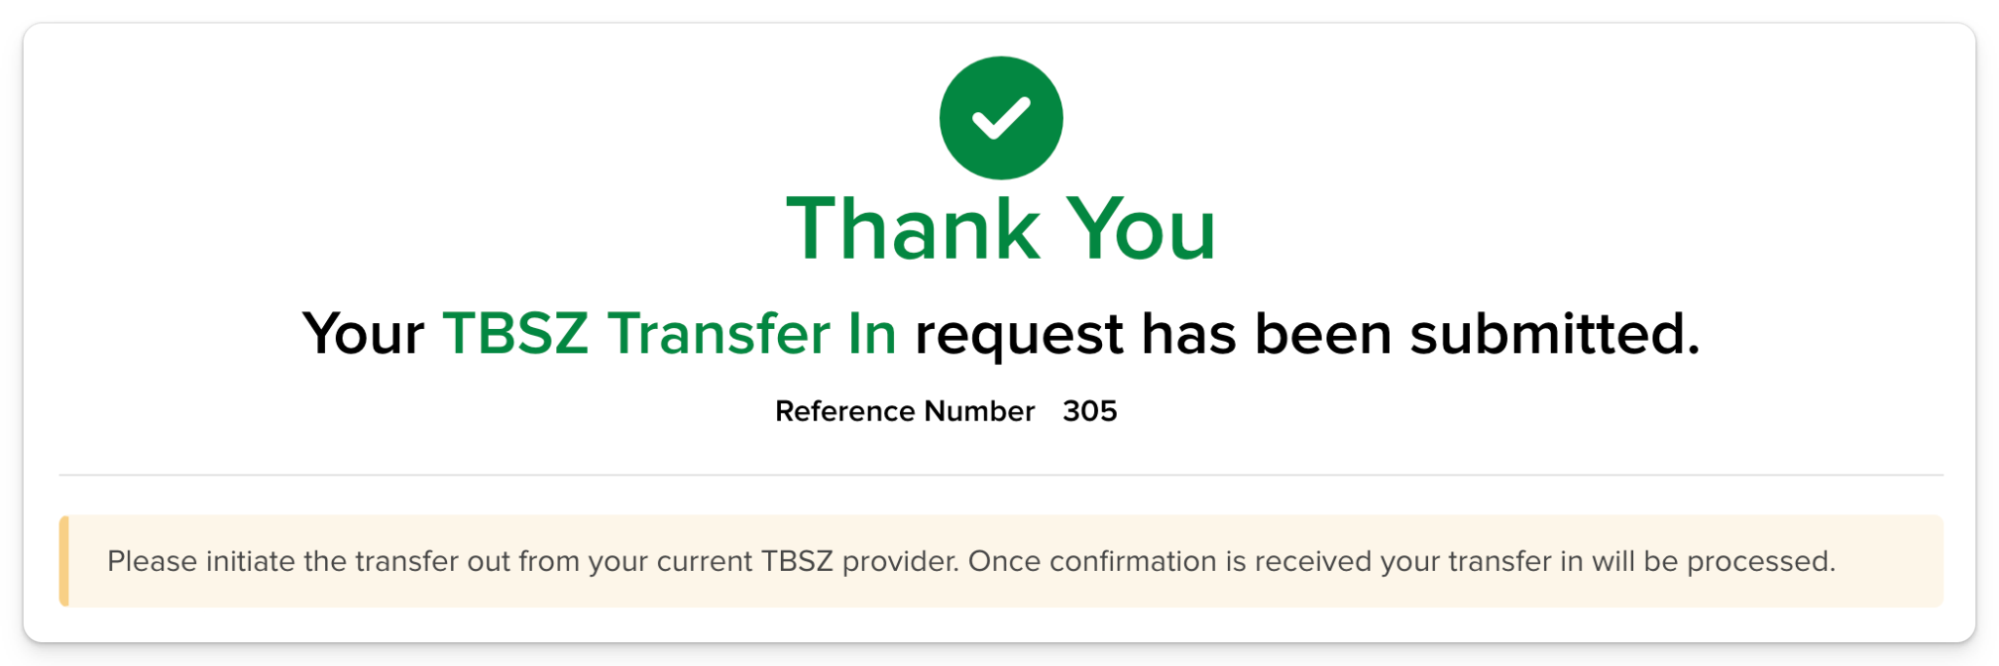 Thank You
Your TBSZ Transfer In request has been submitted.
Reference Number 305
Please initiate the transfer out from your current TBSZ provider. Once confirmation is received your transfer in will be processed.